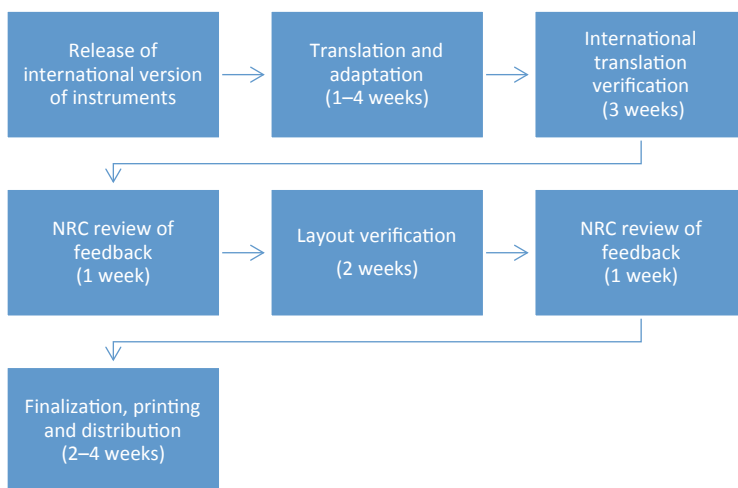 Release of
international version
of instruments
Translation and
adaptation
(1–4 weeks)
International
translation
verification
(3 weeks)
NRC review of
feedback
(1 week)
Layout verification
(2 weeks)
NRC review of
feedback
(1 week)
Finalization, printing
and distribution
(2–4 weeks)